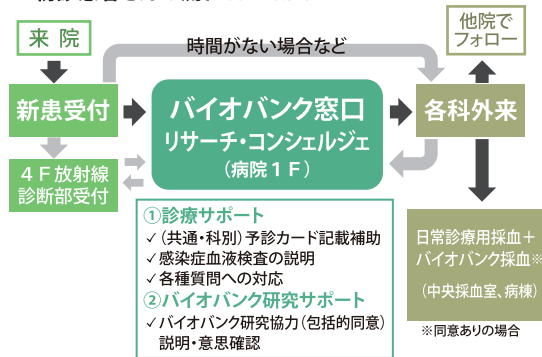 来 院
時間がない場合など
他院で
フォロー
新患受付
バイオバンク窓口
リサーチ・コンシェルジェ
(病院1F)
各科外来
4F放射線
診断部受付
①診療サポート
✓(共通・科別)予診カード記載補助
✓感染症血液検査の説明
✓各種質問への対応
②バイオバンク研究サポート
✓バイオバンク研究協力(包括的同意)
説明・意思確認
日常診療用採血+
バイオバンク採血※
(中央採血室、病棟)
※同意ありの場合